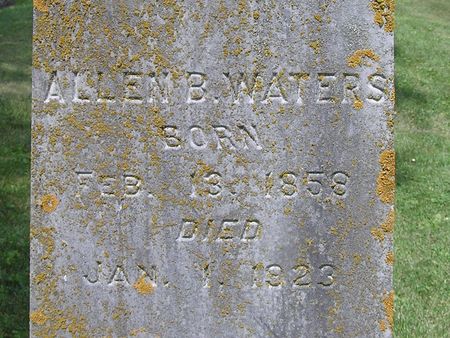 ALLEN B. WATERS
BORN
FEB. 13, 1858
DIED
JAN. 1, 1923